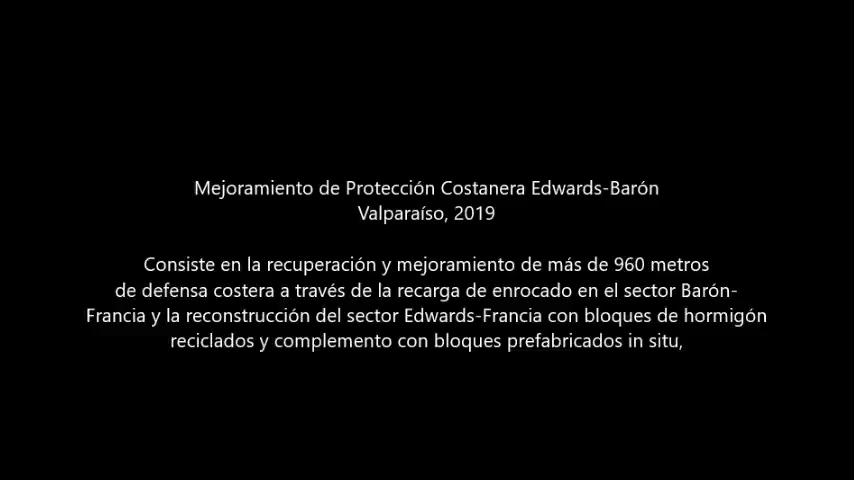 Mejoramiento de Protección Costanera Edwards-Barón
Valparaíso, 2019
Consiste en la recuperación y mejoramiento de más de 960 metros
de defensa costera a través de la recarga de enrocado en el sector Barón-
Francia y la reconstrucción del sector Edwards-Francia con bloques de hormigón
reciclados y complemento con bloques prefabricados in situ,